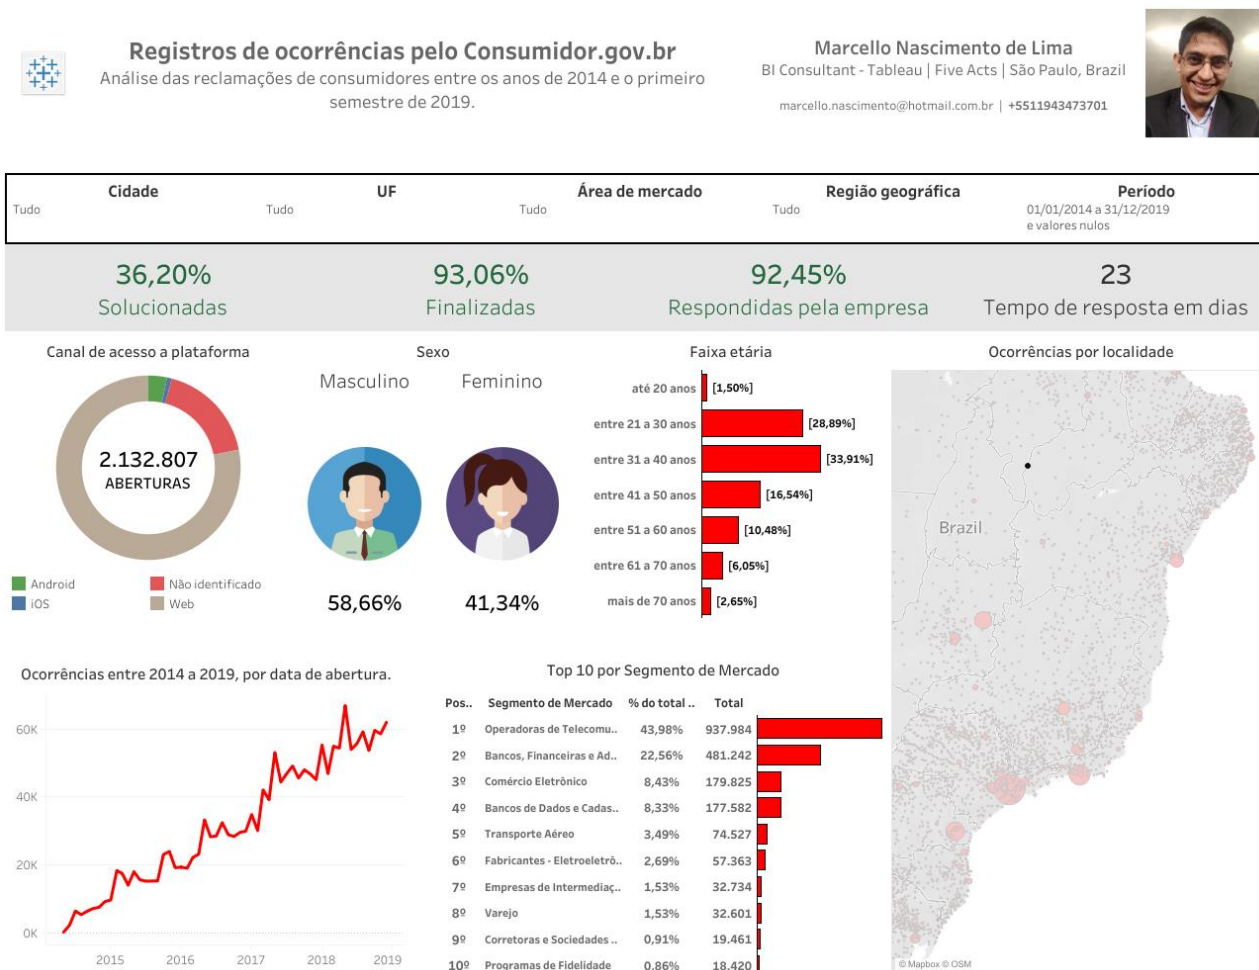 Registros de ocorrências pelo Consumidor.gov.br
Análise das reclamações de consumidores entre os anos de 2014 e o primeiro
semestre de 2019.
Marcello Nascimento de Lima
BI Consultant - Tableau | Five Acts | São Paulo, Brazil
marcello.nascimento@hotmail.com.br | +5511943473701
Cidade
Tudo
UF
Tudo
Área de mercado
Tudo
Região geográfica
Tudo
Período
01/01/2014 a 31/12/2019
e valores nulos
36,20%
Solucionadas
93,06%
Finalizadas
92,45%
Respondidas pela empresa
23
Tempo de resposta em dias
Canal de acesso a plataforma
2.132.807
ABERTURAS
Android
Não identificado
iOS
Web
Sexo
Masculino
Feminino
58,66%
41,34%
Faixa etária
até 20 anos [1,50%]
entre 21 a 30 anos [28,89%]
entre 31 a 40 anos [33,91%]
entre 41 a 50 anos [16,54%]
entre 51 a 60 anos [10,48%]
entre 61 a 70 anos [6,05%]
mais de 70 anos [2,65%]
Ocorrências por localidade
Brazil
© Mapbox © OSM
Ocorrências entre 2014 a 2019, por data de abertura.
60K
40K
20K
0K
2015 2016 2017 2018 2019
Top 10 por Segmento de Mercado
Pos.. Segmento de Mercado % do total .. Total
1º Operadoras de Telecomu.. 43,98% 937.984
2º Bancos, Financeiras e Ad.. 22,56% 481.242
3º Comércio Eletrônico 8,43% 179.825
4º Bancos de Dados e Cadas.. 8,33% 177.582
5º Transporte Aéreo 3,49% 74.527
6º Fabricantes - Eletroeletrô.. 2,69% 57.363
7º Empresas de Intermediaç.. 1,53% 32.734
8º Varejo 1,53% 32.601
9º Corretoras e Sociedades .. 0,91% 19.461
10º Programas de Fidelidade 0,86% 18.420